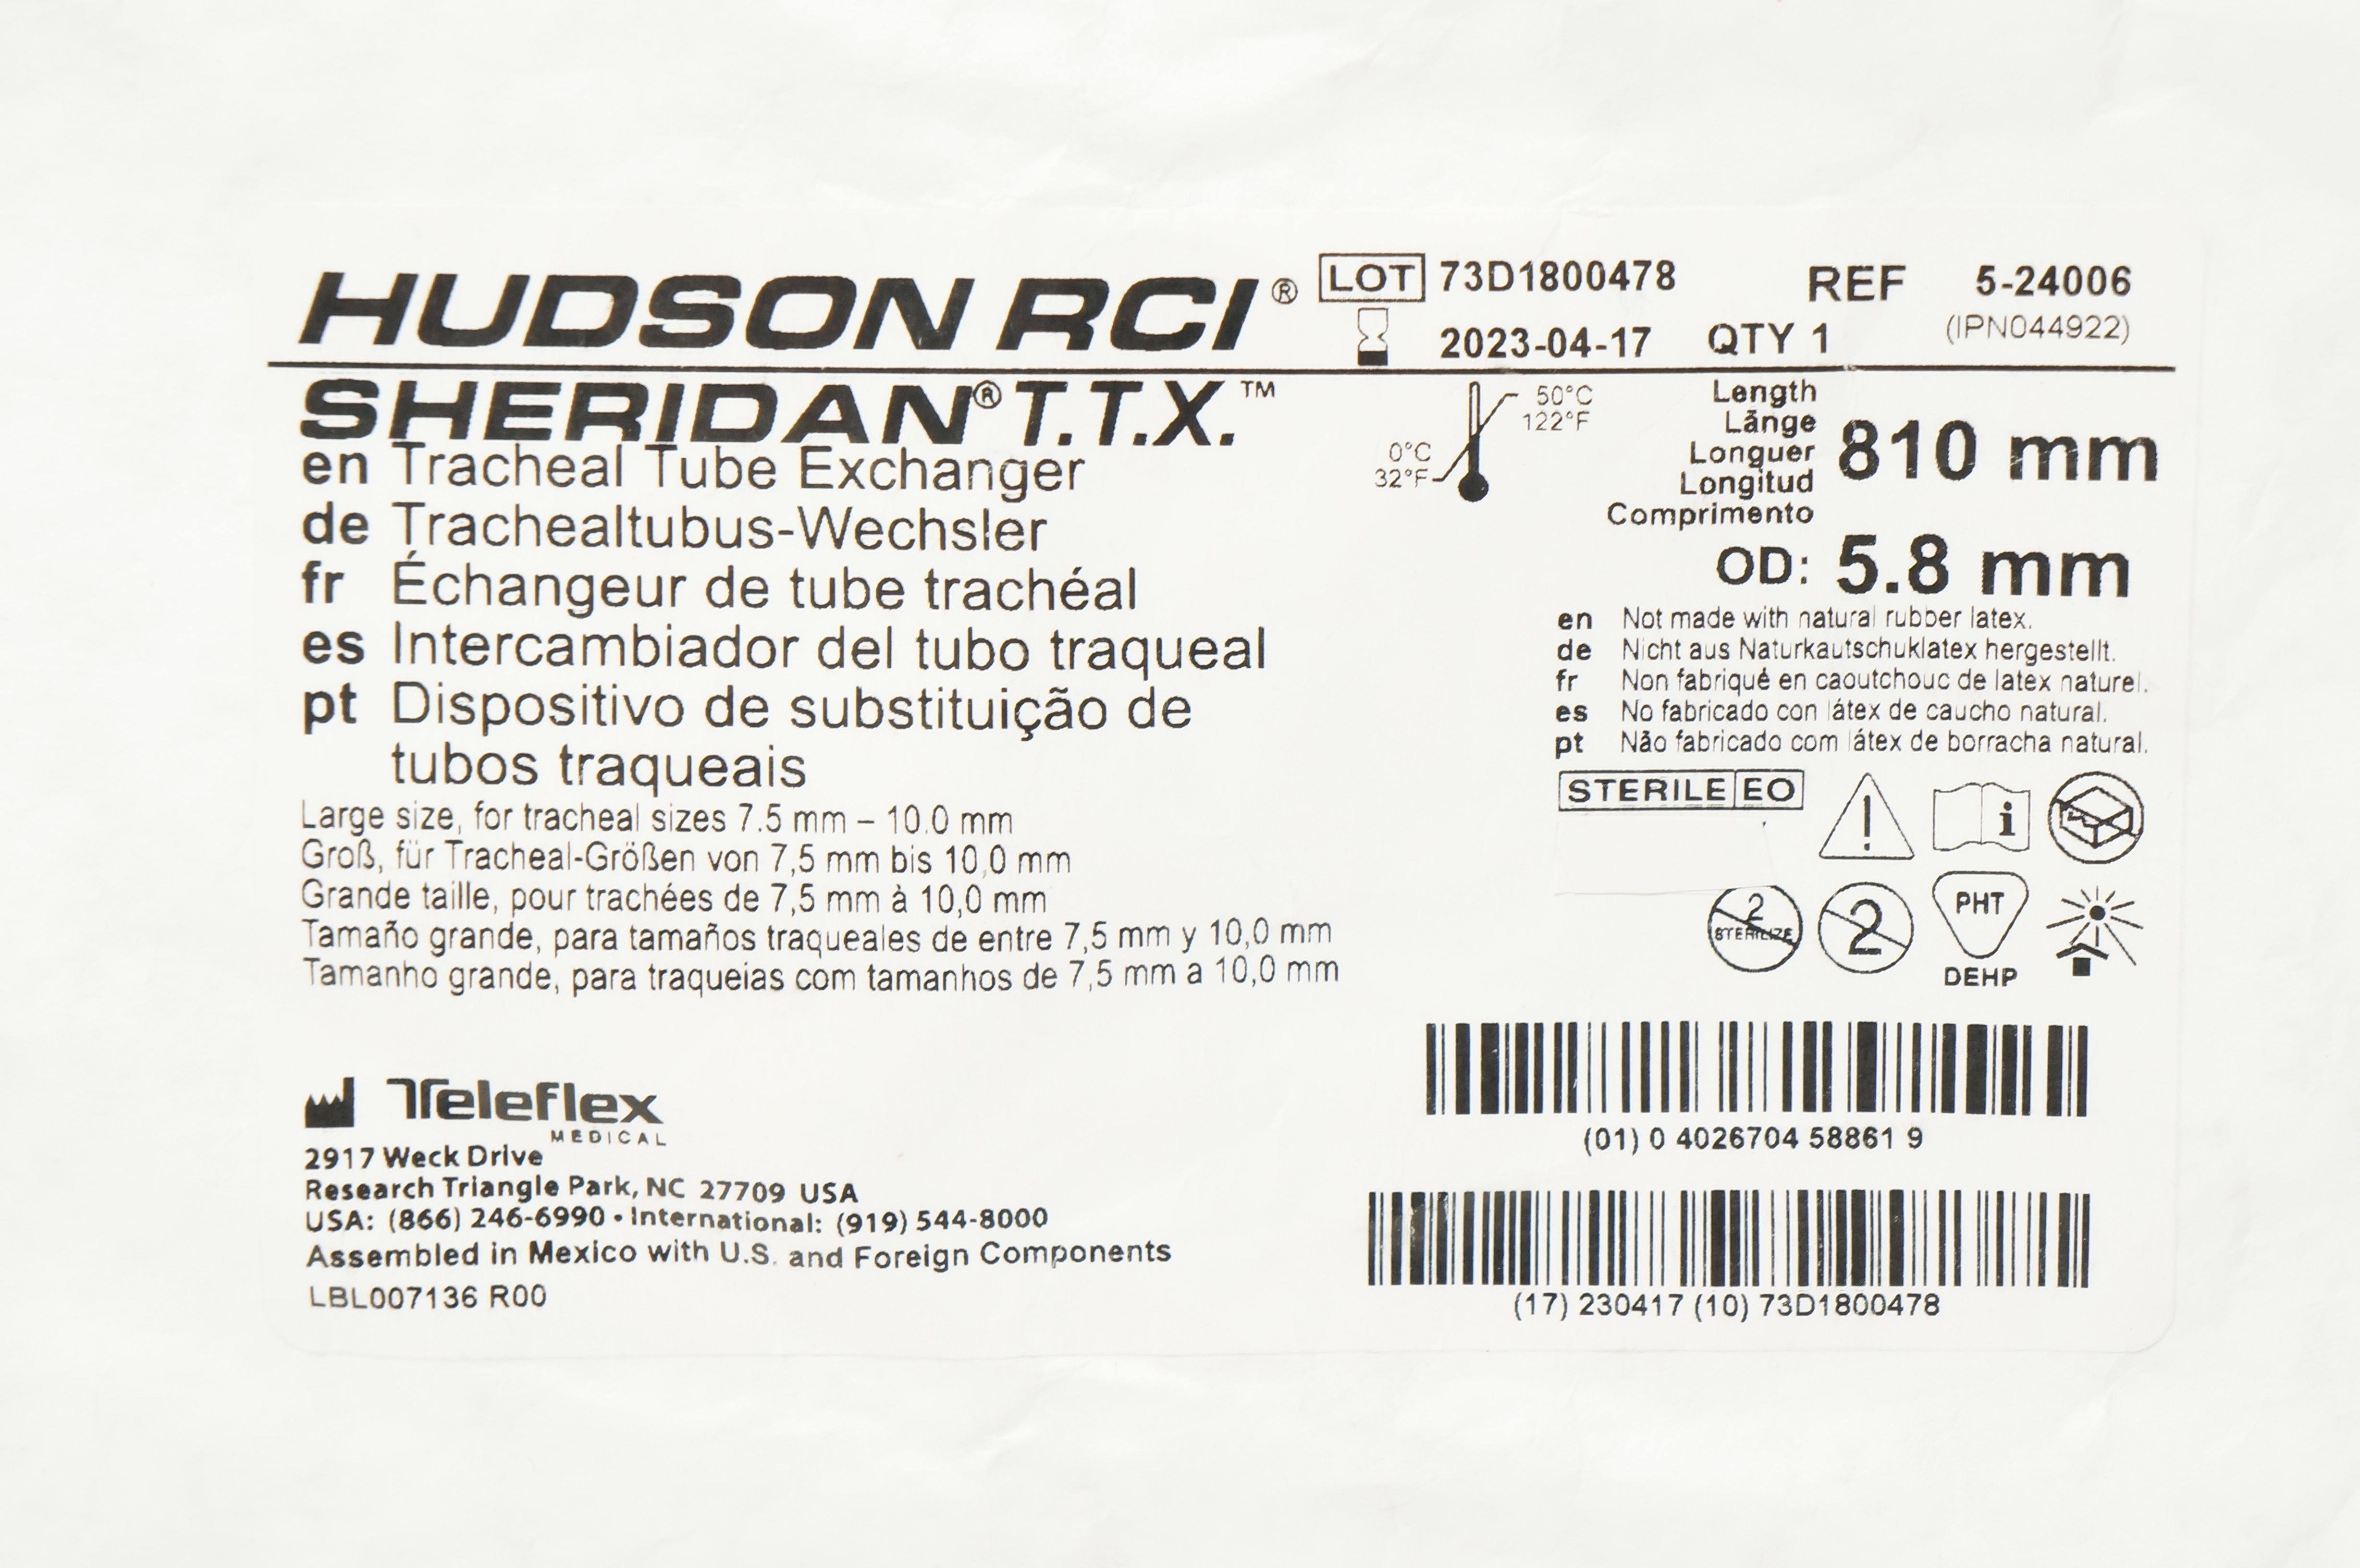 HUDSON RCI®
LOT 73D1800478
REF 5-24006
2023-04-17 QTY 1
(IPN044922)
SHERIDAN® T.T.X.™
en Tracheal Tube Exchanger
de Trachealtubus-Wechsler
fr Échangeur de tube trachéal
es Intercambiador del tubo traqueal
pt Dispositivo de substituição de
tubos traqueais
Large size, for tracheal sizes 7.5 mm – 10.0 mm
Groß, für Tracheal-Größen von 7,5 mm bis 10,0 mm
Grande taille, pour trachées de 7,5 mm à 10,0 mm
Tamaño grande, para tamaños traqueales de entre 7,5 mm y 10,0 mm
Tamanho grande, para traqueias com tamanhos de 7,5 mm a 10,0 mm
50°C
122°F
0°C
32°F
Length
Länge
Longuer
Longitud
Comprimento
810 mm
OD: 5.8 mm
en Not made with natural rubber latex.
de Nicht aus Naturkautschuklatex hergestellt.
fr Non fabriqué en caoutchouc de latex naturel.
es No fabricado con látex de caucho natural.
pt Não fabricado com látex de borracha natural.
STERILE EO
!
i
2
STERILIZE
2
PHT
DEHP
Teleflex
MEDICAL
2917 Weck Drive
Research Triangle Park, NC 27709 USA
USA: (866) 246-6990 • International: (919) 544-8000
Assembled in Mexico with U.S. and Foreign Components
LBL007136 R00
(01) 0 4026704 58861 9
(17) 230417 (10) 73D1800478